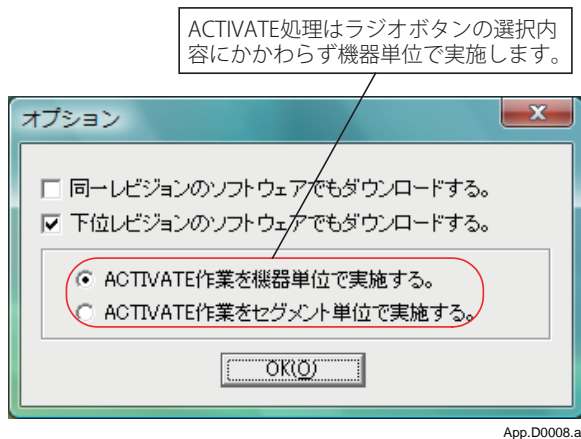 ACTIVATE処理はラジオボタンの選択内
容にかかわらず機器単位で実施します。
オプション
同一レビジョンのソフトウェアでもダウンロードする。
下位レビジョンのソフトウェアでもダウンロードする。
ACTIVATE作業を機器単位で実施する。
ACTIVATE作業をセグメント単位で実施する。
OK(O)
App.D0008.a